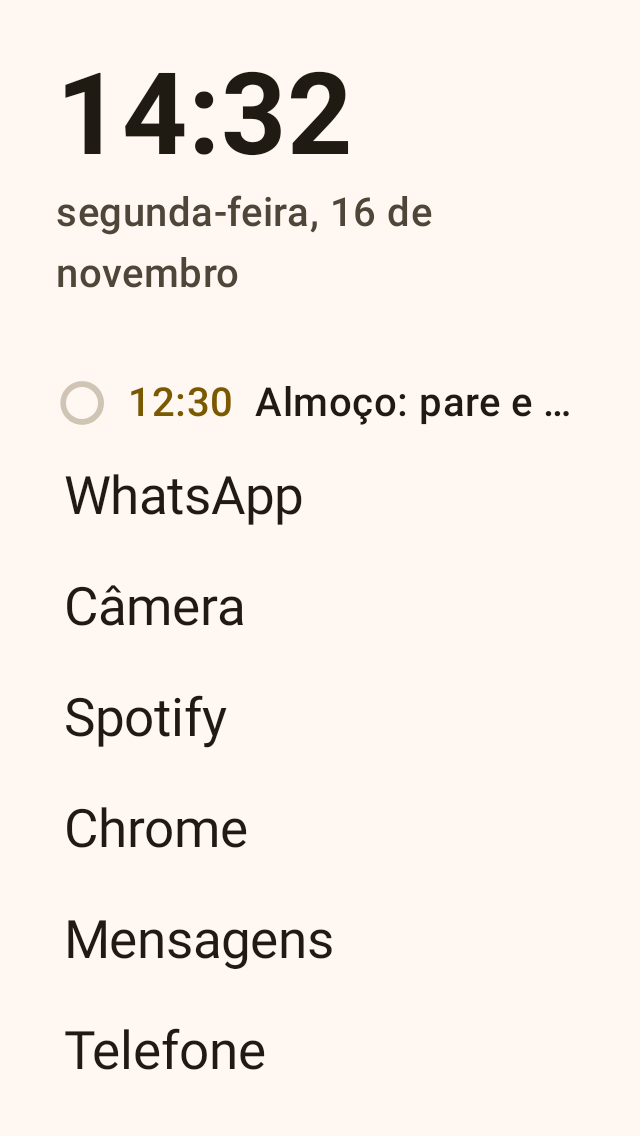 14:32
segunda-feira, 16 de
novembro
12:30 Almoço: pare e ...
WhatsApp
Câmera
Spotify
Chrome
Mensagens
Telefone